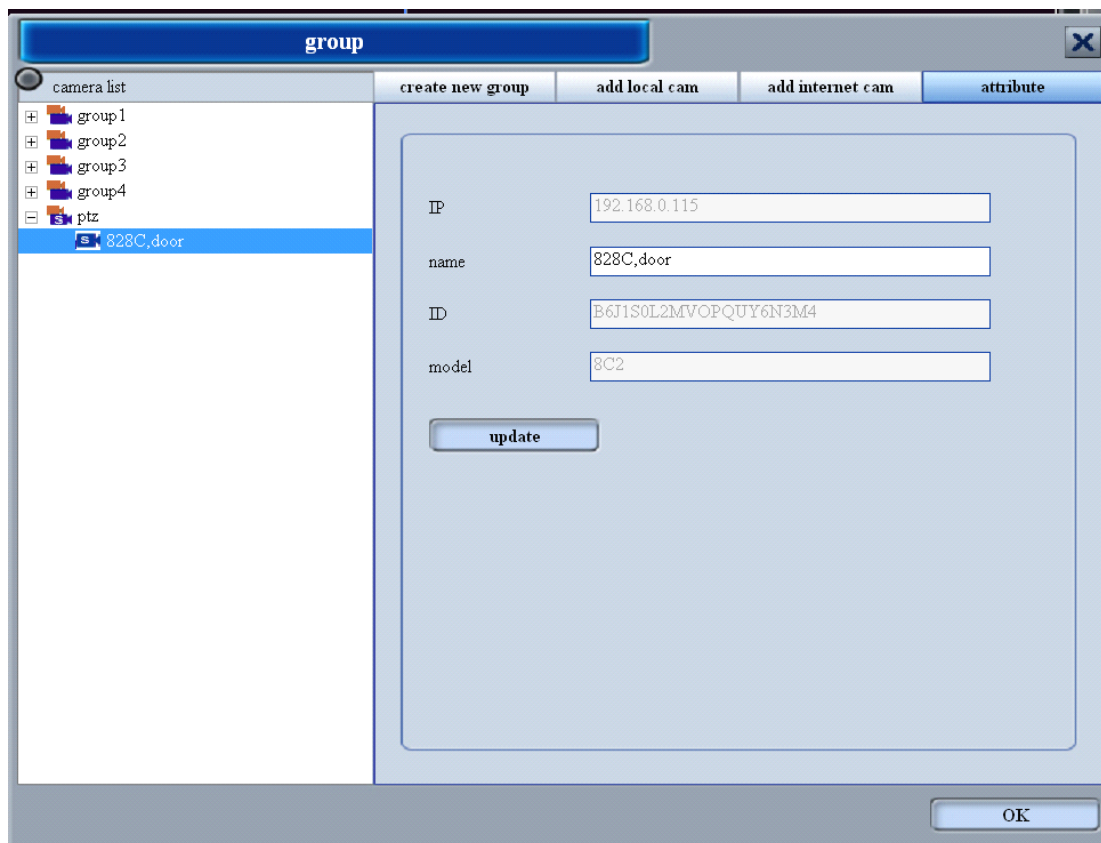 group
camera list
create new group
add local cam
add internet cam
attribute
group1
group2
group3
group4
ptz
828C,door
IP
192.168.0.115
name
828C,door
ID
B6J1S0L2MVOPQUY6N3M4
model
8C2
update
OK